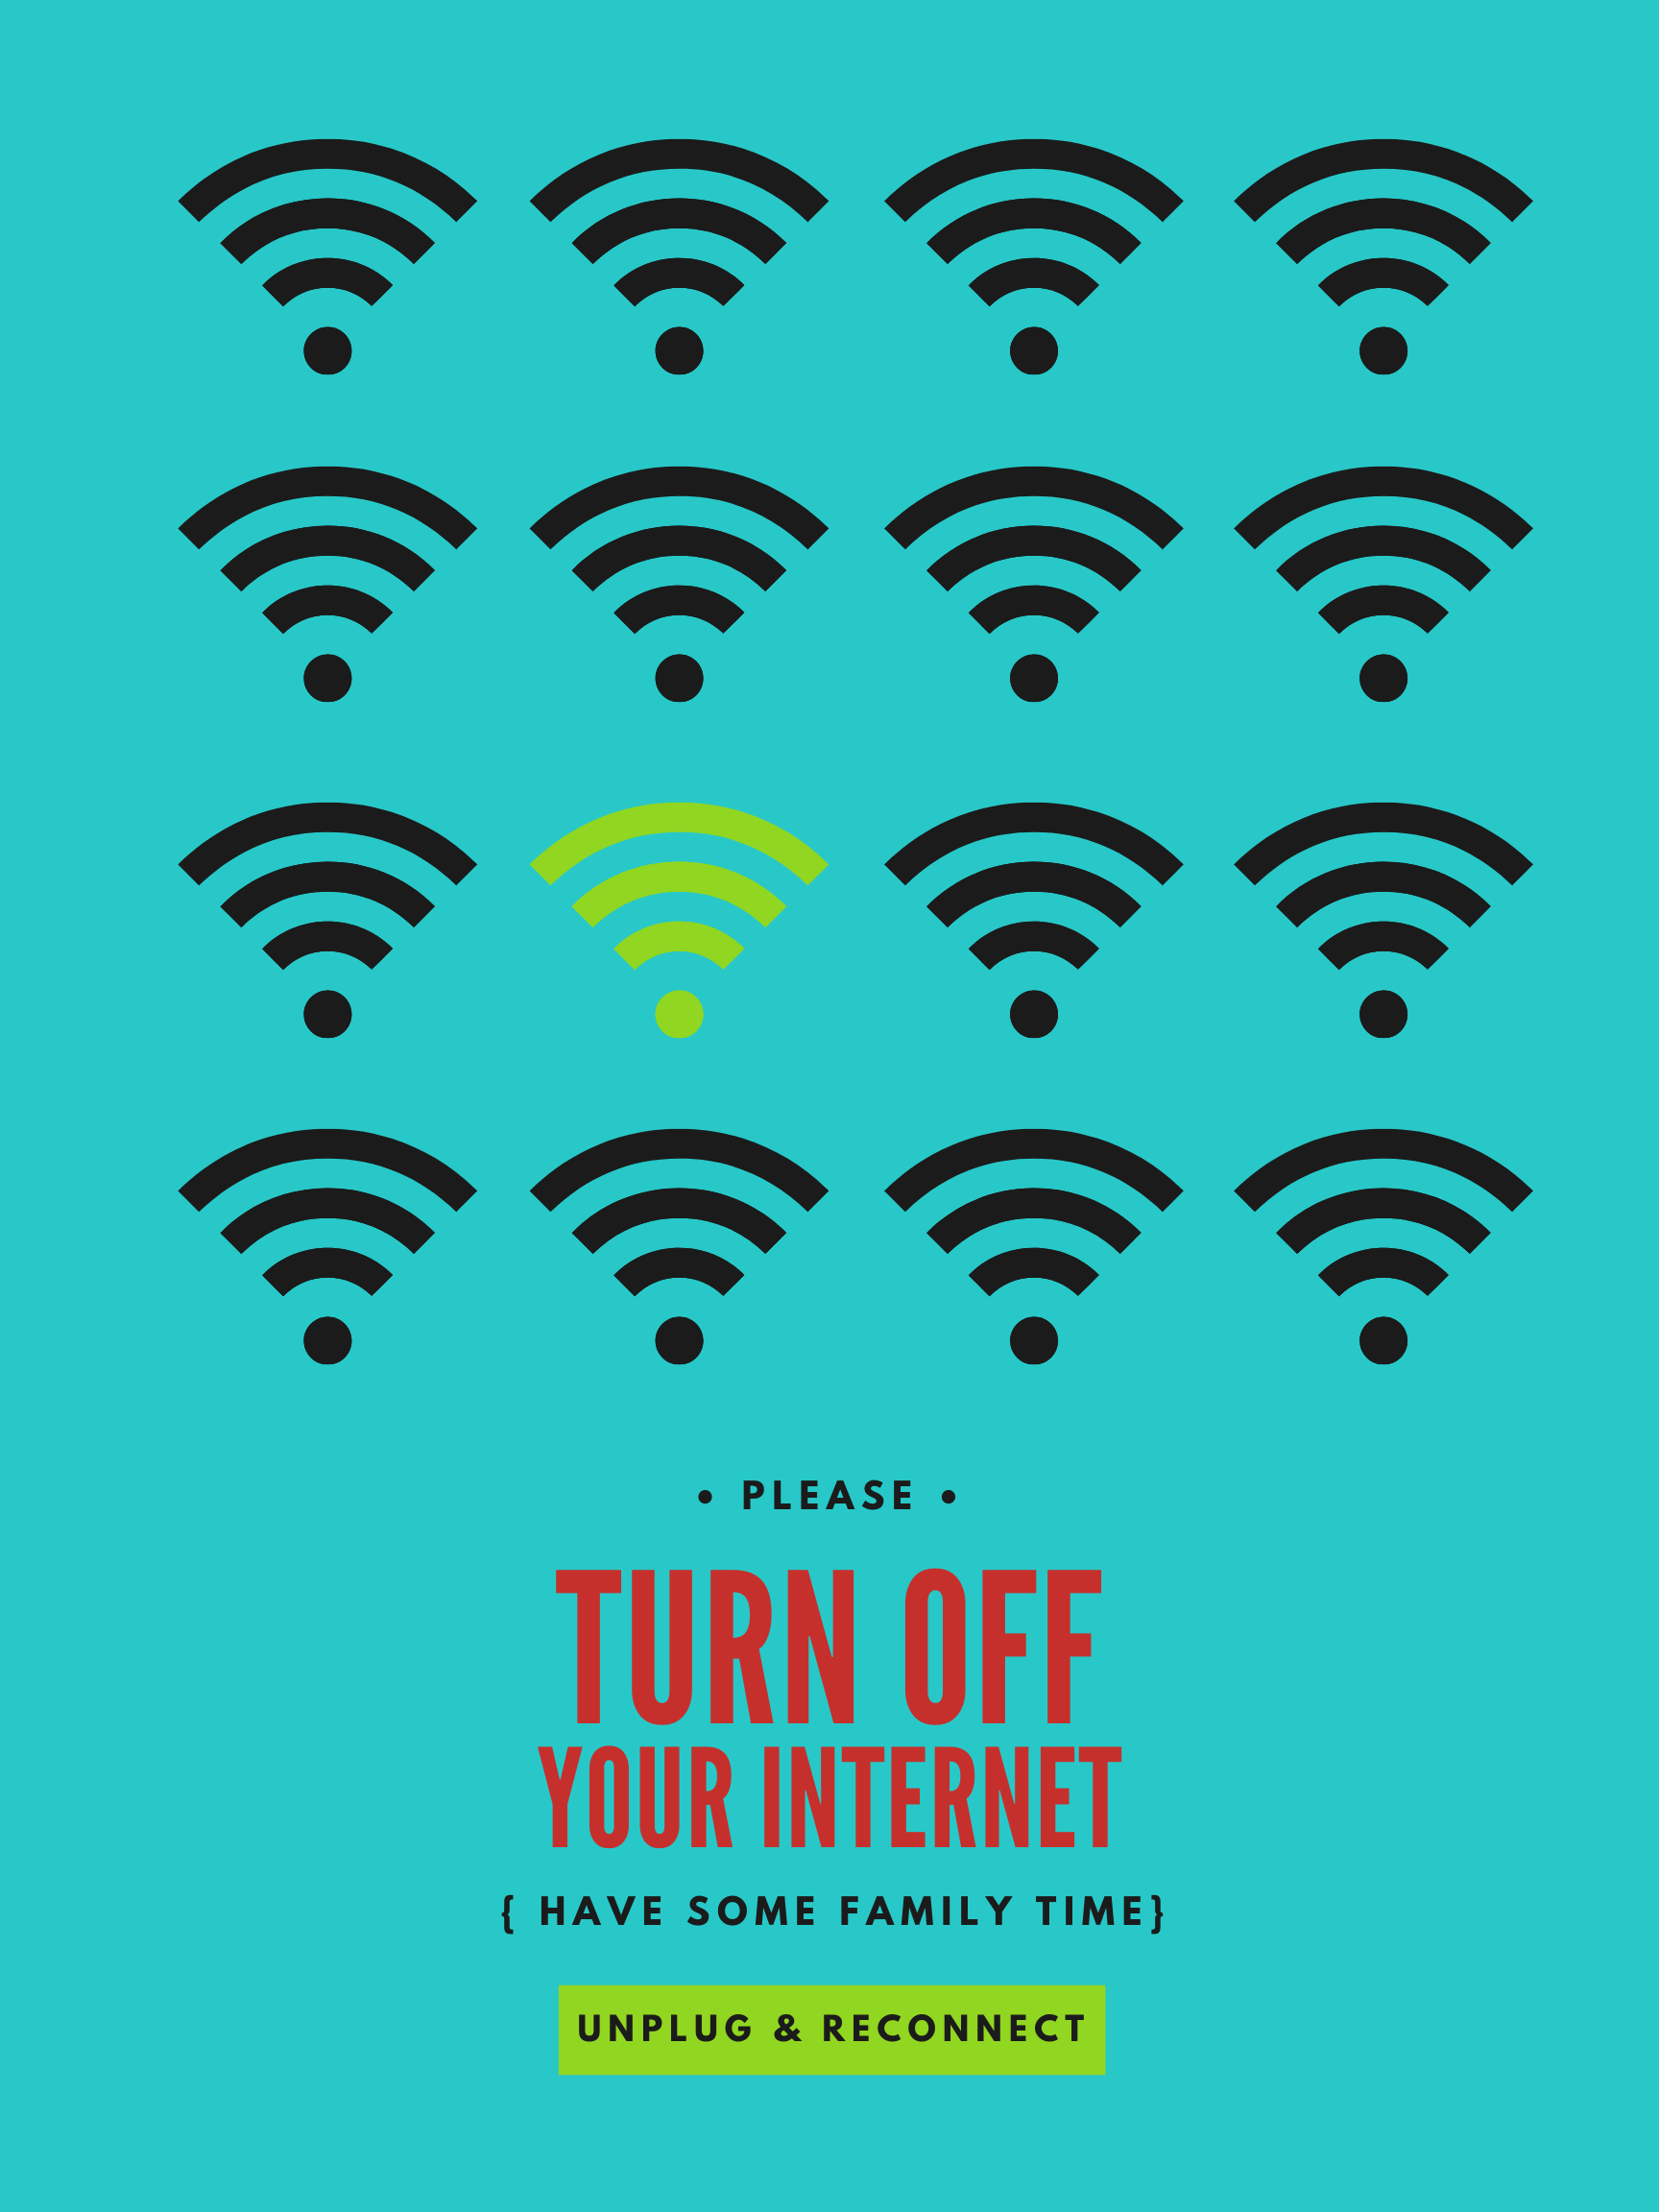 • PLEASE •
TURN OFF
YOUR INTERNET
{ HAVE SOME FAMILY TIME}
UNPLUG & RECONNECT